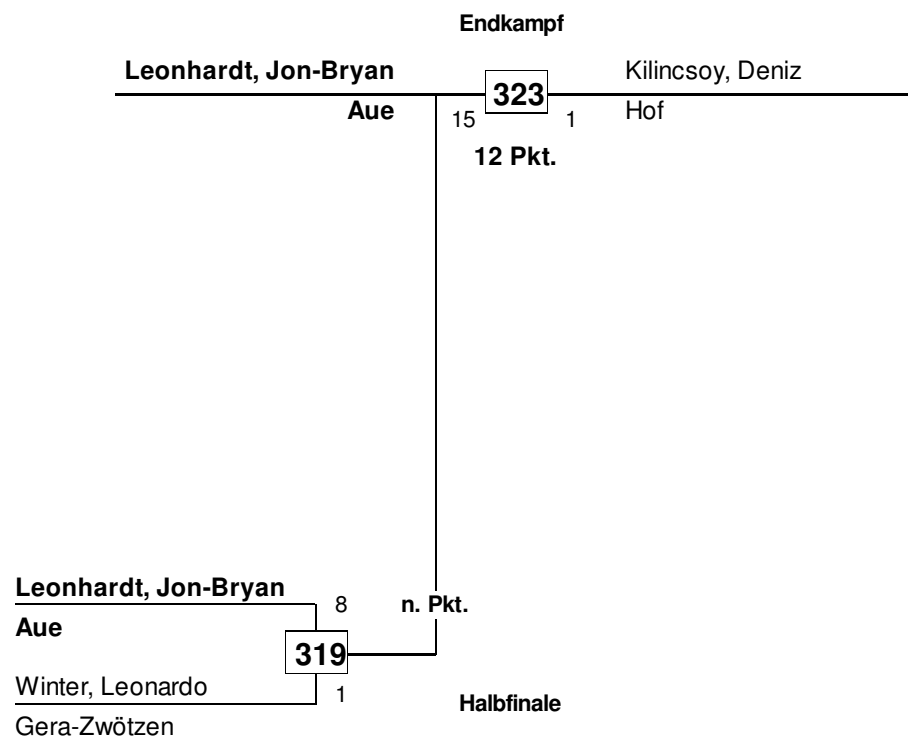 Endkampf
Leonhardt, Jon-Bryan
323
Kilincsoy, Deniz
Aue
15
1
Hof
12 Pkt.
Leonhardt, Jon-Bryan
8
n. Pkt.
Aue
319
Winter, Leonardo
1
Halbfinale
Gera-Zwötzen